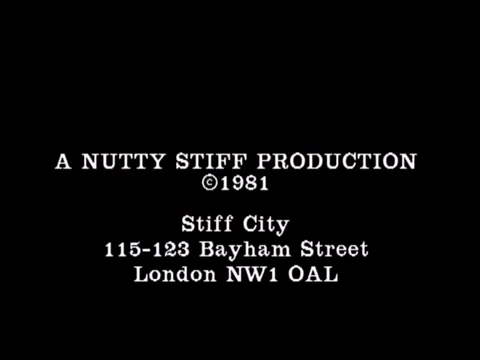 A NUTTY STIFF PRODUCTION
©1981
Stiff City
115-123 Bayham Street
London NW1 OAL